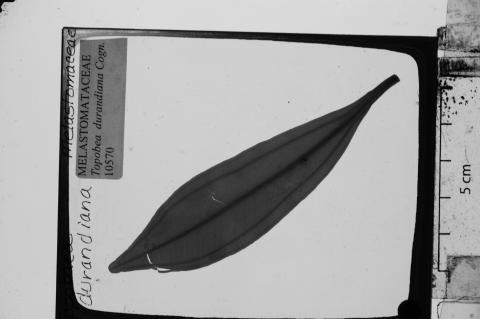 Melastomaceae
MELASTOMATACEAE
Topobea durandiana Cogn.
10570
durandiana
5 cm